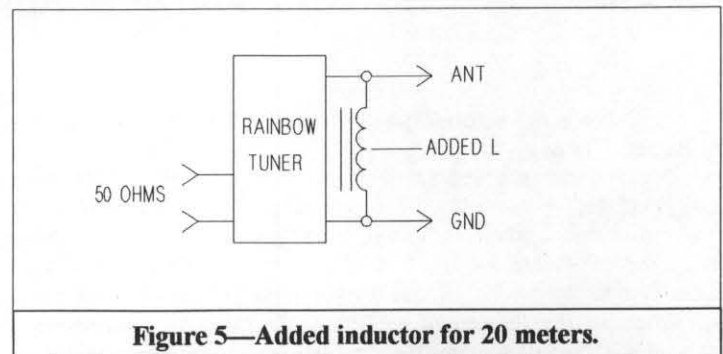 ANT
RAINBOW
TUNER
ADDED L
50 OHMS
GND
Figure 5—Added inductor for 20 meters.